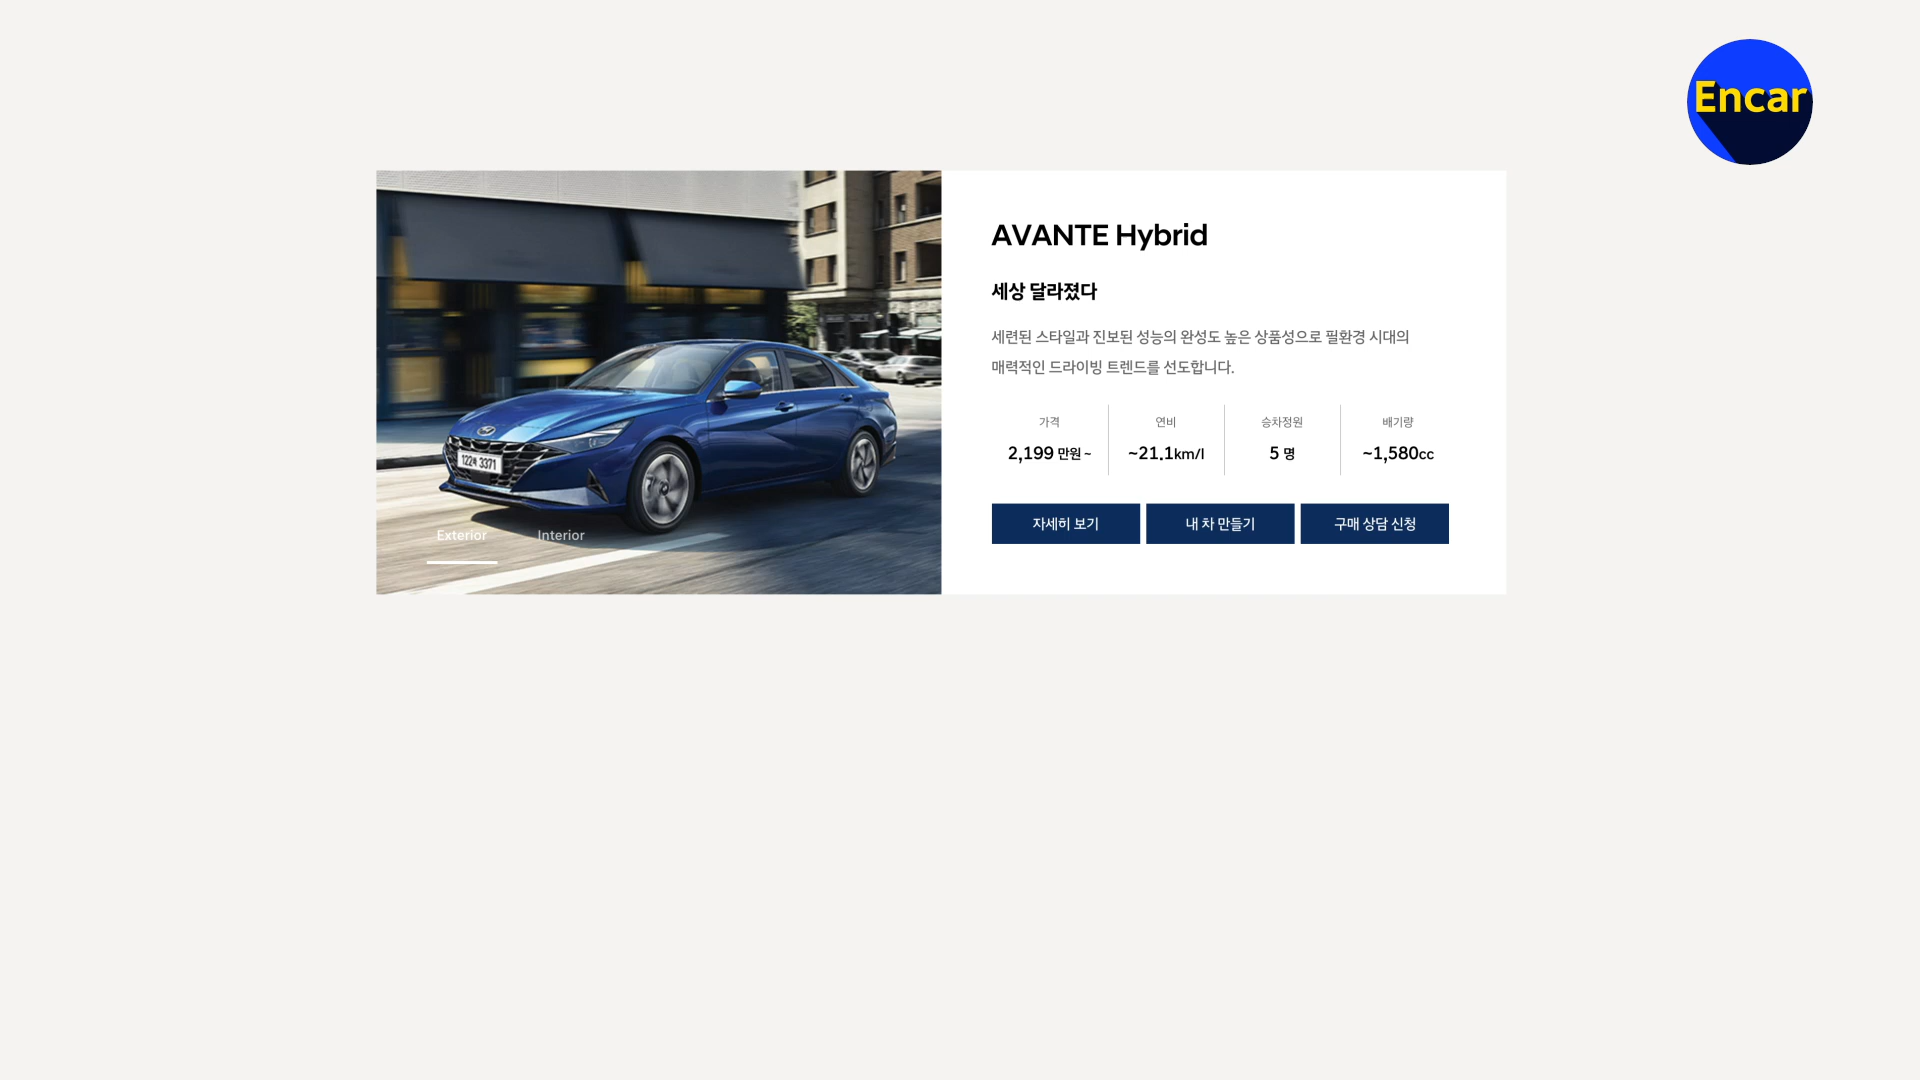 Encar
AVANTE Hybrid
세상 달라졌다
세련된 스타일과 진보된 성능의 완성도 높은 상품성으로 필환경 시대의
매력적인 드라이빙 트렌드를 선도합니다.
가격 연비 승차정원 배기량
2,199 만원 ~ ~21.1km/l 5 명 ~1,580cc
122 3371
Exterior Interior
자세히 보기 내 차 만들기 구매 상담 신청